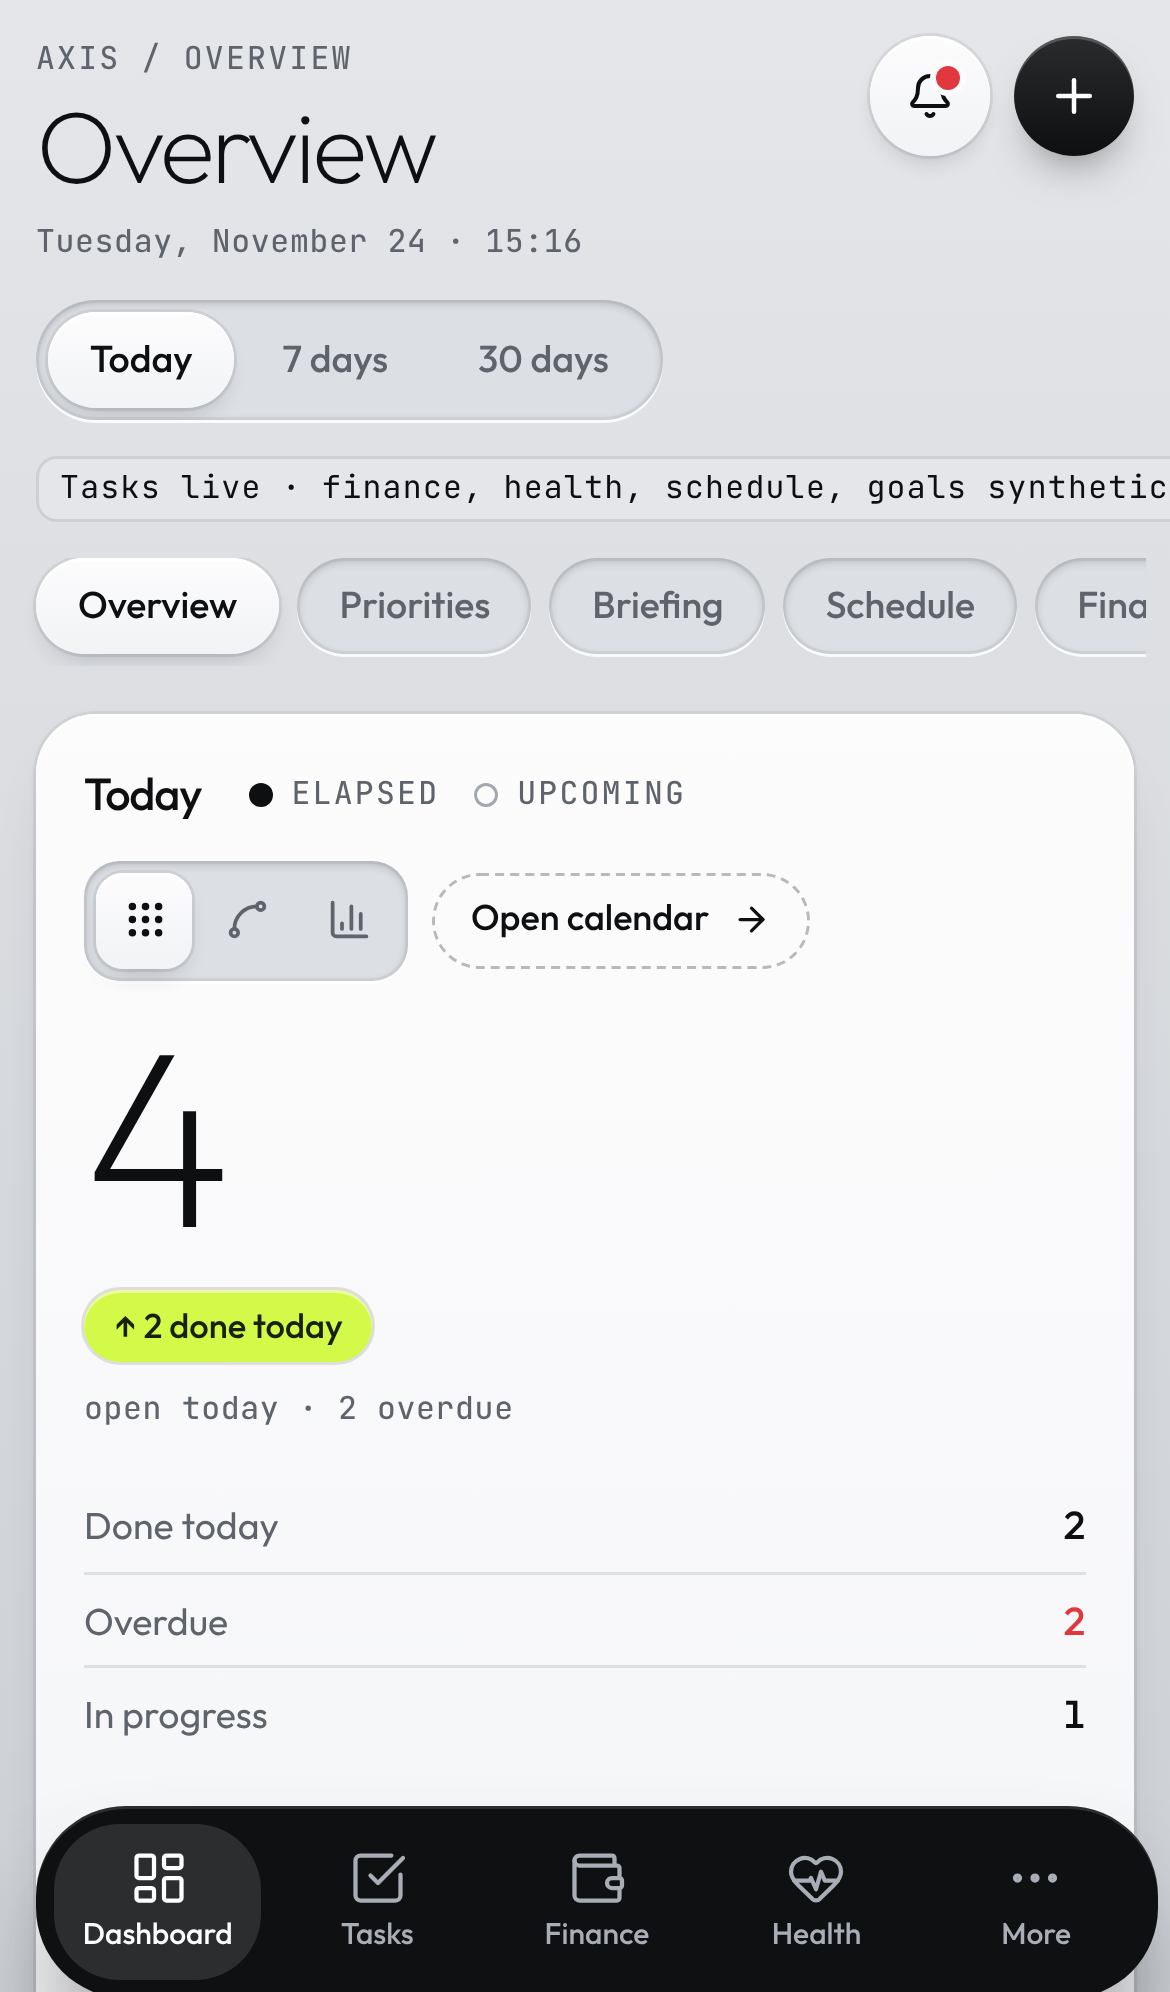 AXIS / OVERVIEW
Overview
Tuesday, November 24 · 15:16
Today 7 days 30 days
Tasks live · finance, health, schedule, goals synthetic
Overview Priorities Briefing Schedule Fina
Today ELAPSED UPCOMING
Open calendar →
4
↑ 2 done today
open today · 2 overdue
Done today 2
Overdue 2
In progress 1
Dashboard Tasks Finance Health More